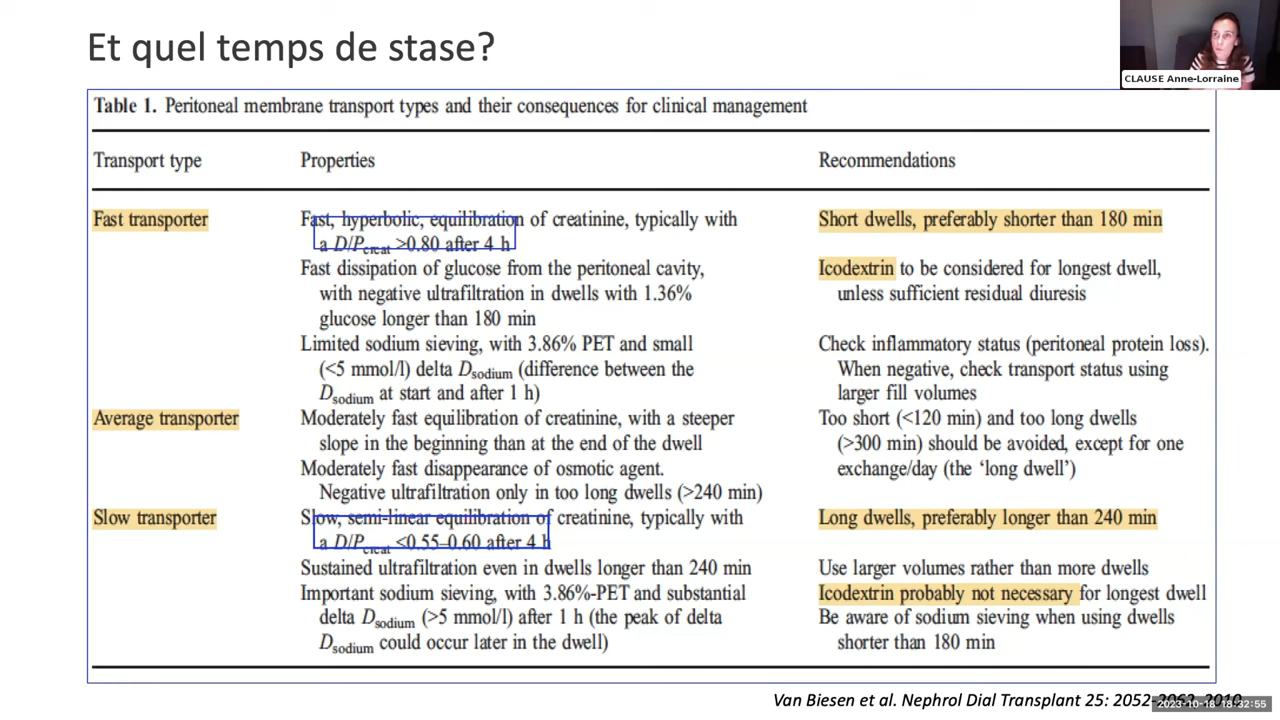 Et quel temps de stase?
CLAUSE Anne-Lorraine
Table 1. Peritoneal membrane transport types and their consequences for clinical management
Transport type Properties Recommendations
Fast transporter Fast, hyperbolic, equilibration of creatinine, typically with Short dwells, preferably shorter than 180 min
a D/Pcreat >0.80 after 4 h
Fast dissipation of glucose from the peritoneal cavity, Icodextrin to be considered for longest dwell,
with negative ultrafiltration in dwells with 1.36% unless sufficient residual diuresis
glucose longer than 180 min
Limited sodium sieving, with 3.86% PET and small Check inflammatory status (peritoneal protein loss).
(<5 mmol/l) delta Dsodium (difference between the When negative, check transport status using
Dsodium at start and after 1 h) larger fill volumes
Average transporter Moderately fast equilibration of creatinine, with a steeper Too short (<120 min) and too long dwells
slope in the beginning than at the end of the dwell (>300 min) should be avoided, except for one
Moderately fast disappearance of osmotic agent. exchange/day (the ‘long dwell’)
Negative ultrafiltration only in too long dwells (>240 min)
Slow transporter Slow, semi-linear equilibration of creatinine, typically with Long dwells, preferably longer than 240 min
a D/Pcreat <0.55–0.60 after 4 h
Sustained ultrafiltration even in dwells longer than 240 min Use larger volumes rather than more dwells
Important sodium sieving, with 3.86%-PET and substantial Icodextrin probably not necessary for longest dwell
delta Dsodium (>5 mmol/l) after 1 h (the peak of delta Be aware of sodium sieving when using dwells
Dsodium could occur later in the dwell) shorter than 180 min
Van Biesen et al. Nephrol Dial Transplant 25: 2052-2062, 2010
2023-10-18 18:32:55